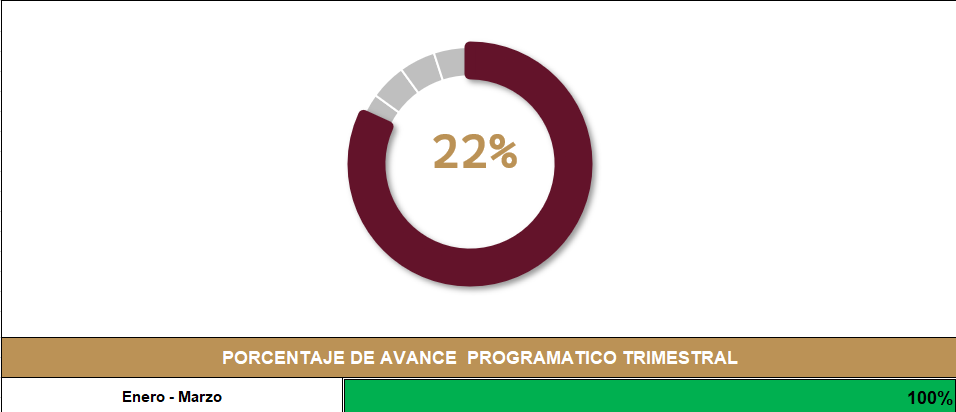 22%
PORCENTAJE DE AVANCE  PROGRAMATICO TRIMESTRAL
Enero - Marzo 100%